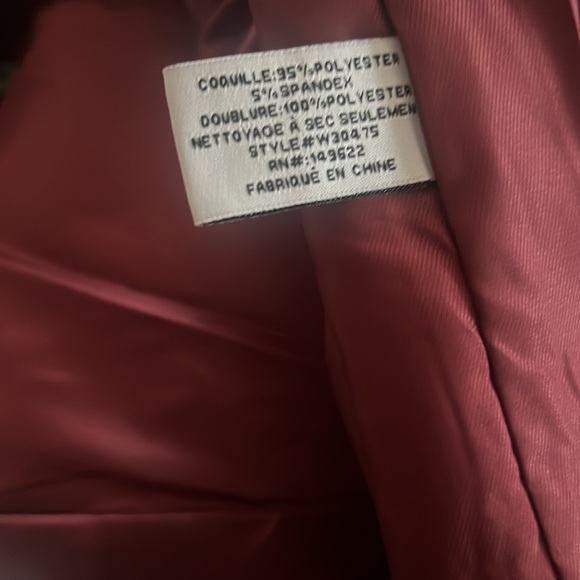 COQUILLE:95%POLYESTER
5%SPANDEX
DOUBLURE:100%POLYESTER
NETTOYAGE À SEC SEULEMEN
STYLE#W30475
RN#:149622
FABRIQUÉ EN CHINE